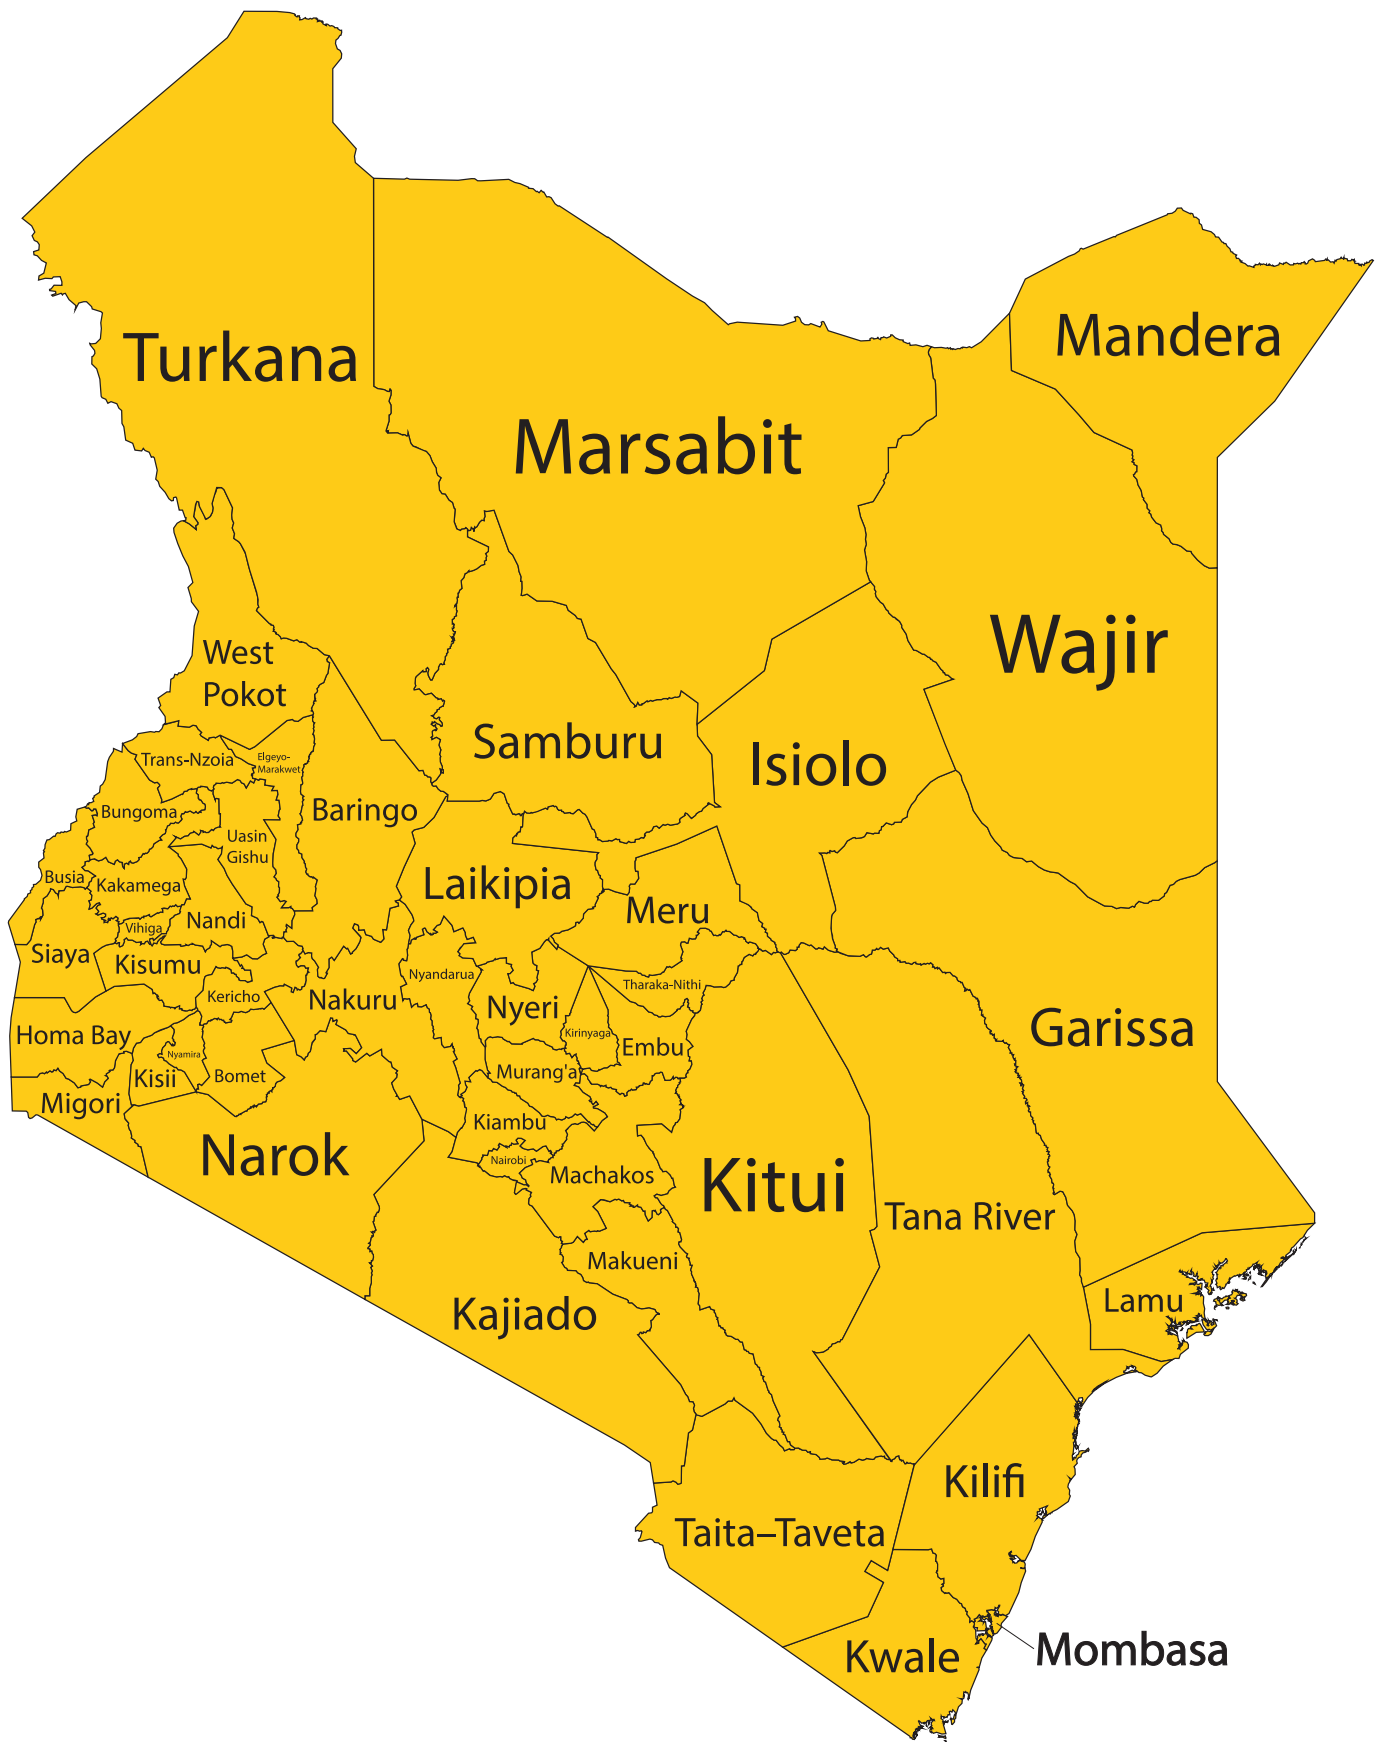 Mandera
Turkana
Marsabit
Wajir
West
Pokot
Samburu
Isiolo
Trans-Nzoia
Elgeyo-
Marakwet
Baringo
Bungoma
Uasin
Gishu
Busia
Kakamega
Laikipia
Meru
Nandi
Vihiga
Siaya
Kisumu
Nyandarua
Tharaka-Nithi
Kericho
Nakuru
Nyeri
Garissa
Homa Bay
Kirinyaga
Embu
Nyamira
Kisii
Bomet
Murang'a
Migori
Kiambu
Narok
Nairobi
Machakos
Kitui
Tana River
Makueni
Kajiado
Lamu
Kilifi
Taita–Taveta
Kwale
Mombasa